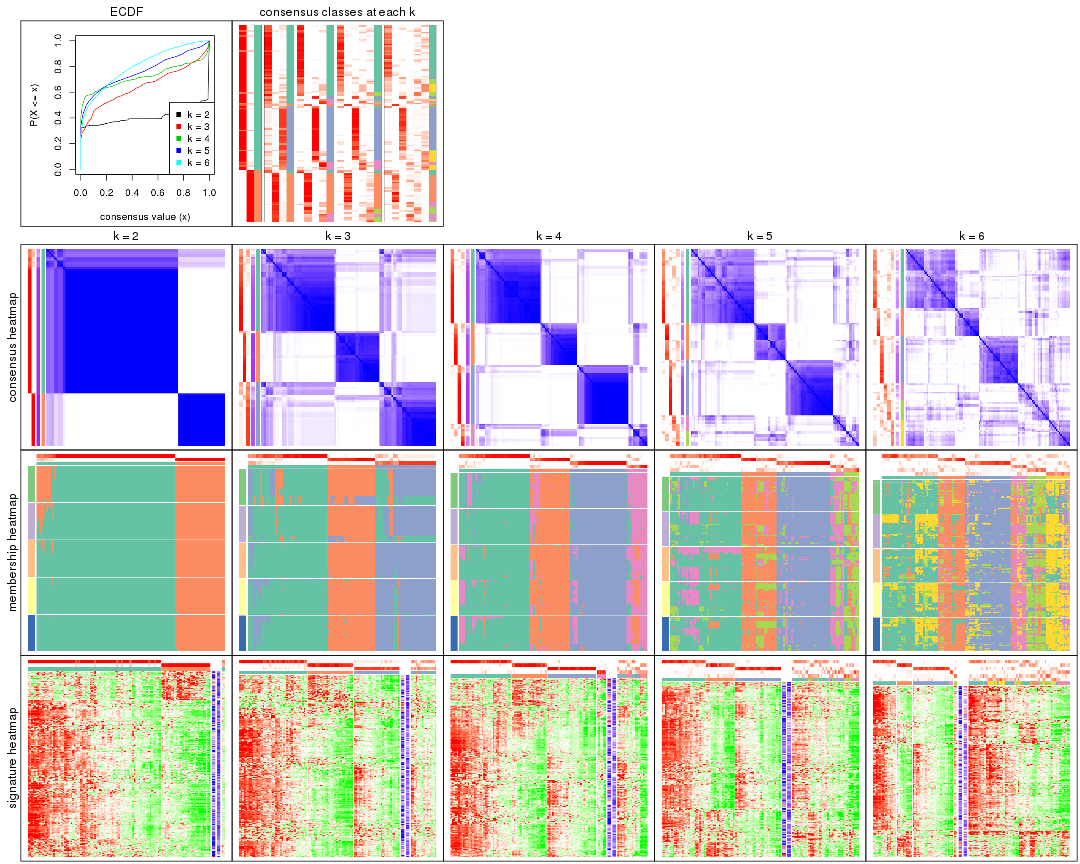 ECDF
consensus classes at each k
P(X <= x)
0.0 0.2 0.4 0.6 0.8 1.0
k = 2
k = 3
k = 4
k = 5
k = 6
0.0 0.2 0.4 0.6 0.8 1.0
consensus value (x)
k = 2 k = 3 k = 4 k = 5 k = 6
consensus heatmap
membership heatmap
signature heatmap